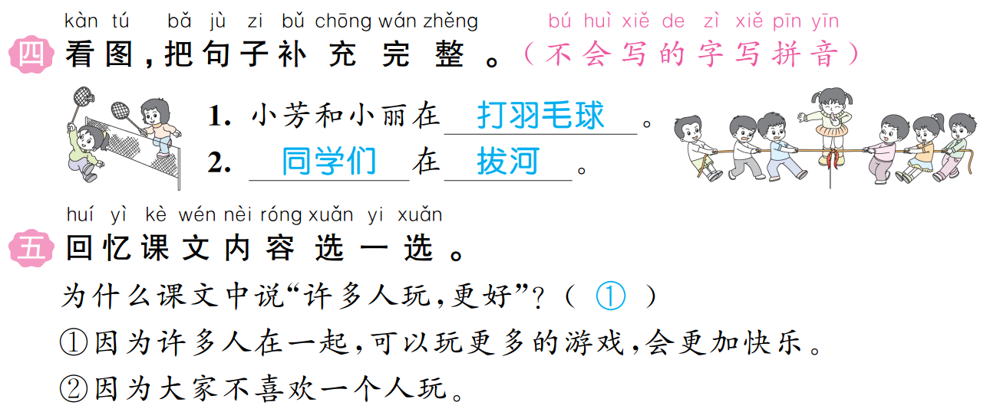 kàn tú bǎ jù zi bǔ chōng wán zhěng bú huì xiě de zì xiě pīn yīn
四 看图，把句子补充完整。（不会写的字写拼音）
1. 小芳和小丽在 打羽毛球 。
2. 同学们 在 拔河 。
huí yì kè wén nèi róng xuǎn yi xuǎn
五 回忆课文内容选一选。
为什么课文中说“许多人玩，更好”？（ ① ）
①因为许多人在一起，可以玩更多的游戏，会更加快乐。
②因为大家不喜欢一个人玩。